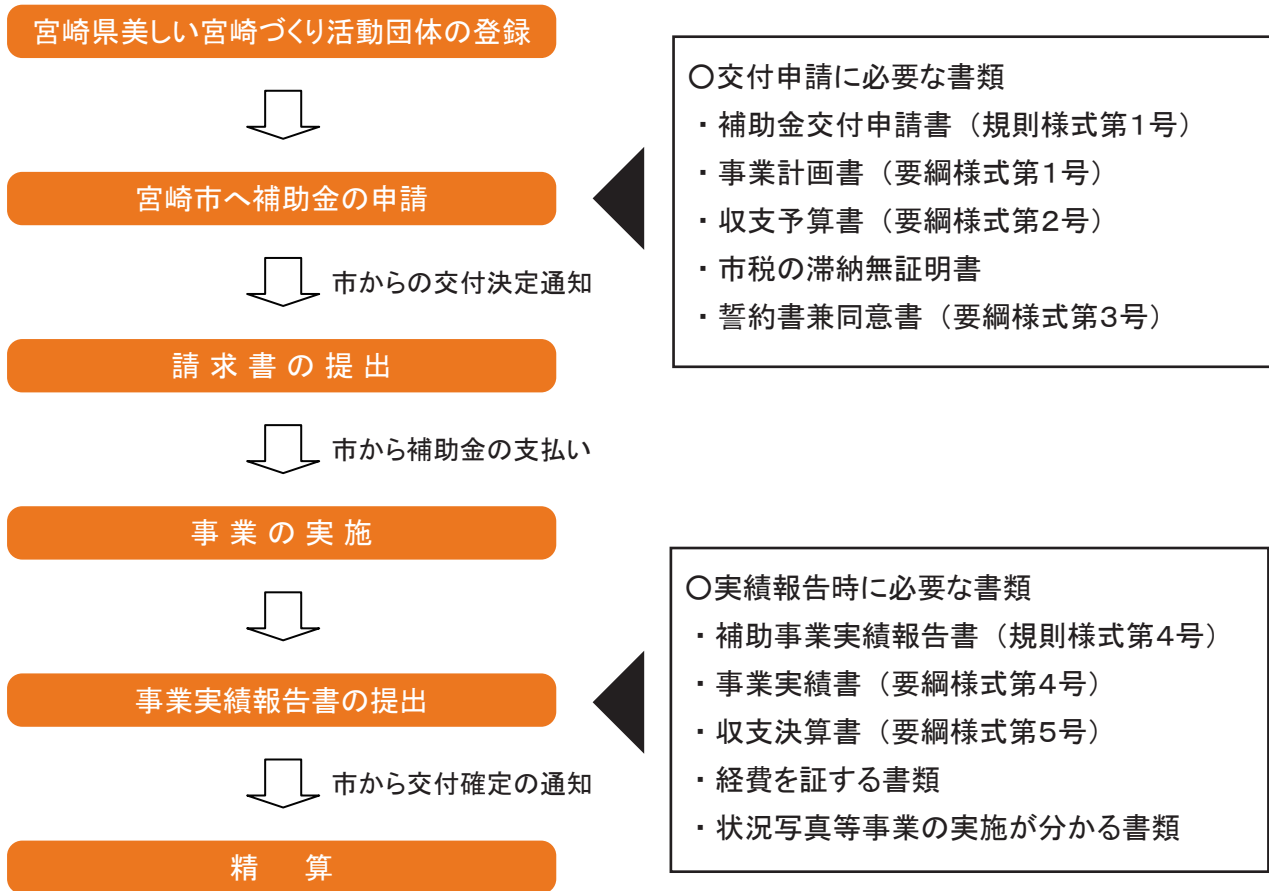 宮崎県美しい宮崎づくり活動団体の登録
宮崎市へ補助金の申請
○交付申請に必要な書類
・補助金交付申請書（規則様式第1号）
・事業計画書（要綱様式第1号）
・収支予算書（要綱様式第2号）
・市税の滞納無証明書
・誓約書兼同意書（要綱様式第3号）
市からの交付決定通知
請求書の提出
市から補助金の支払い
事業の実施
事業実績報告書の提出
○実績報告時に必要な書類
・補助事業実績報告書（規則様式第4号）
・事業実績書（要綱様式第4号）
・収支決算書（要綱様式第5号）
・経費を証する書類
・状況写真等事業の実施が分かる書類
市から交付確定の通知
精　算